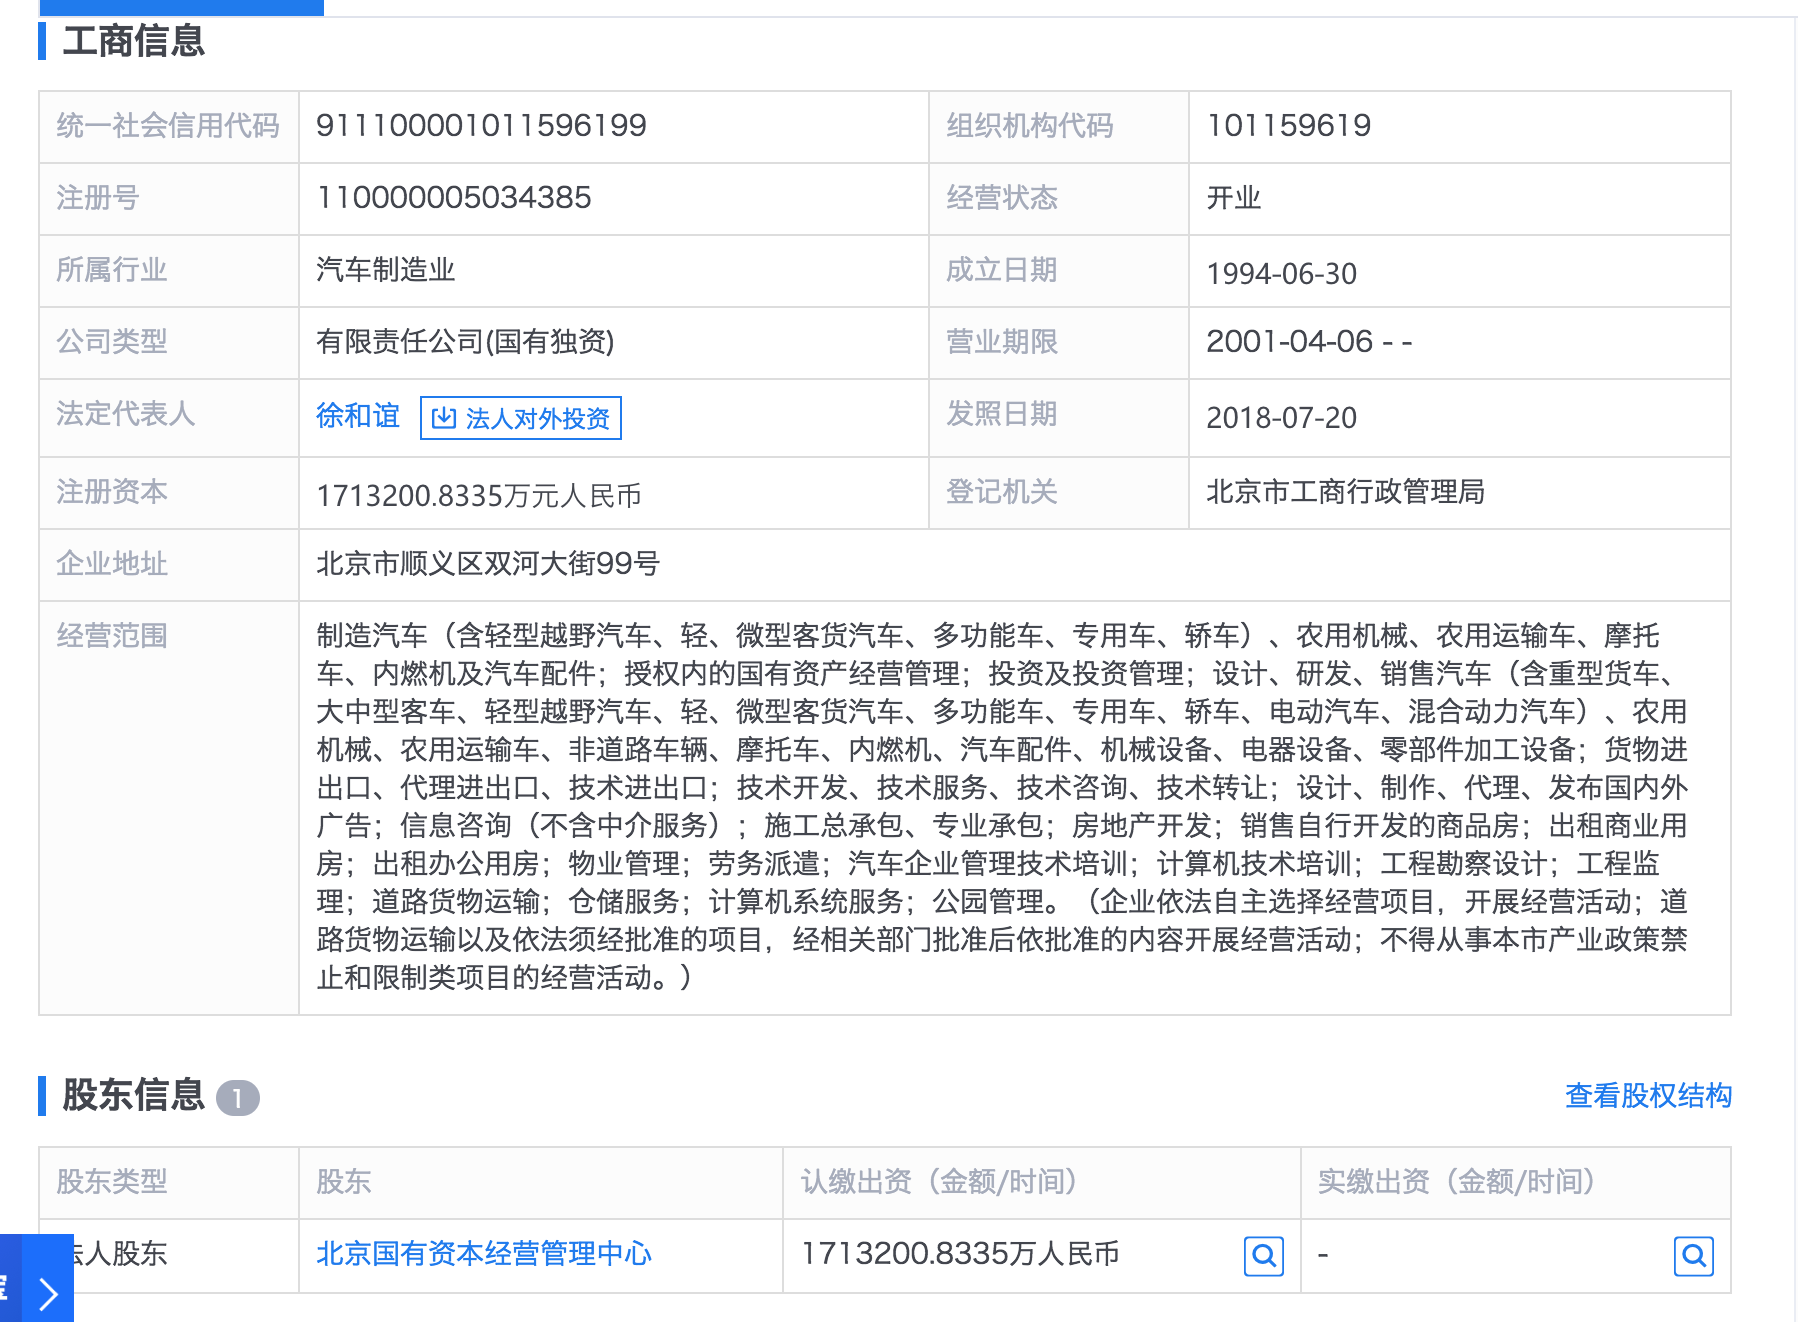 工商信息
统一社会信用代码 911100001011596199 组织机构代码 101159619
注册号 110000005034385 经营状态 开业
所属行业 汽车制造业 成立日期 1994-06-30
公司类型 有限责任公司(国有独资) 营业期限 2001-04-06 - -
法定代表人 徐和谊 法人对外投资 发照日期 2018-07-20
注册资本 1713200.8335万元人民币 登记机关 北京市工商行政管理局
企业地址 北京市顺义区双河大街99号
经营范围 制造汽车（含轻型越野汽车、轻、微型客货汽车、多功能车、专用车、轿车）、农用机械、农用运输车、摩托
车、内燃机及汽车配件；授权内的国有资产经营管理；投资及投资管理；设计、研发、销售汽车（含重型货车、
大中型客车、轻型越野汽车、轻、微型客货汽车、多功能车、专用车、轿车、电动汽车、混合动力汽车）、农用
机械、农用运输车、非道路车辆、摩托车、内燃机、汽车配件、机械设备、电器设备、零部件加工设备；货物进
出口、代理进出口、技术进出口；技术开发、技术服务、技术咨询、技术转让；设计、制作、代理、发布国内外
广告；信息咨询（不含中介服务）；施工总承包、专业承包；房地产开发；销售自行开发的商品房；出租商业用
房；出租办公用房；物业管理；劳务派遣；汽车企业管理技术培训；计算机技术培训；工程勘察设计；工程监
理；道路货物运输；仓储服务；计算机系统服务；公园管理。（企业依法自主选择经营项目，开展经营活动；道
路货物运输以及依法须经批准的项目，经相关部门批准后依批准的内容开展经营活动；不得从事本市产业政策禁
止和限制类项目的经营活动。）
股东信息 1 查看股权结构
股东类型 股东 认缴出资（金额/时间） 实缴出资（金额/时间）
法人股东 北京国有资本经营管理中心 1713200.8335万人民币 -